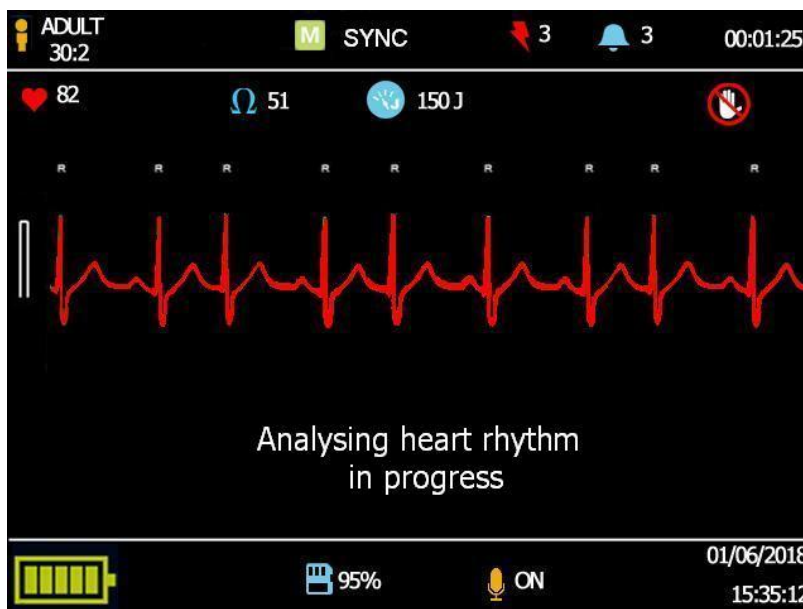 ADULT
30:2
M SYNC
3
3
00:01:25
82
Ω 51
150 J
R R R R R R R R R
Analysing heart rhythm
in progress
95%
ON
01/06/2018
15:35:12